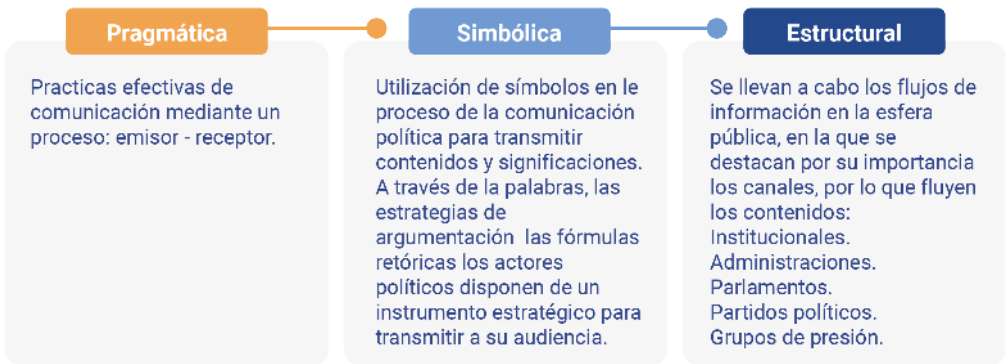 Pragmática
Practicas efectivas de
comunicación mediante un
proceso: emisor - receptor.
Simbólica
Utilización de símbolos en le
proceso de la comunicación
política para transmitir
contenidos y significaciones.
A través de la palabras, las
estrategias de
argumentación  las fórmulas
retóricas los actores
políticos disponen de un
instrumento estratégico para
transmitir a su audiencia.
Estructural
Se llevan a cabo los flujos de
información en la esfera
pública, en la que se
destacan por su importancia
los canales, por lo que fluyen
los contenidos:
Institucionales.
Administraciones.
Parlamentos.
Partidos políticos.
Grupos de presión.